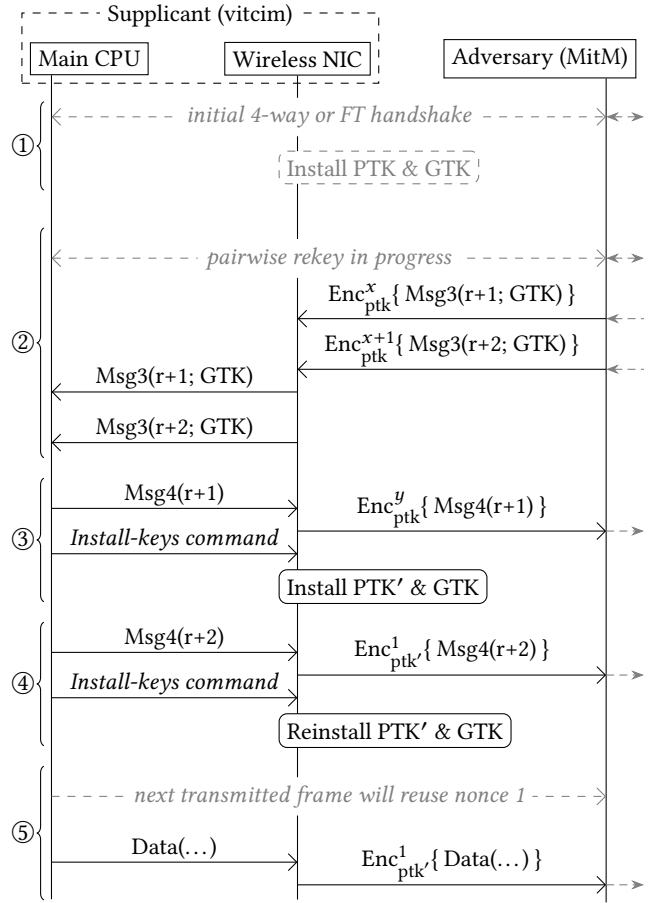 Supplicant (vitcim)
Main CPU
Wireless NIC
Adversary (MitM)
①
initial 4-way or FT handshake
Install PTK & GTK
②
pairwise rekey in progress
Enc^x_ptk{ Msg3(r+1; GTK) }
Enc^x+1_ptk{ Msg3(r+2; GTK) }
Msg3(r+1; GTK)
Msg3(r+2; GTK)
③
Msg4(r+1)
Enc^y_ptk{ Msg4(r+1) }
Install-keys command
Install PTK′ & GTK
④
Msg4(r+2)
Enc^1_ptk′{ Msg4(r+2) }
Install-keys command
Reinstall PTK′ & GTK
⑤
next transmitted frame will reuse nonce 1
Data(…)
Enc^1_ptk′{ Data(…) }